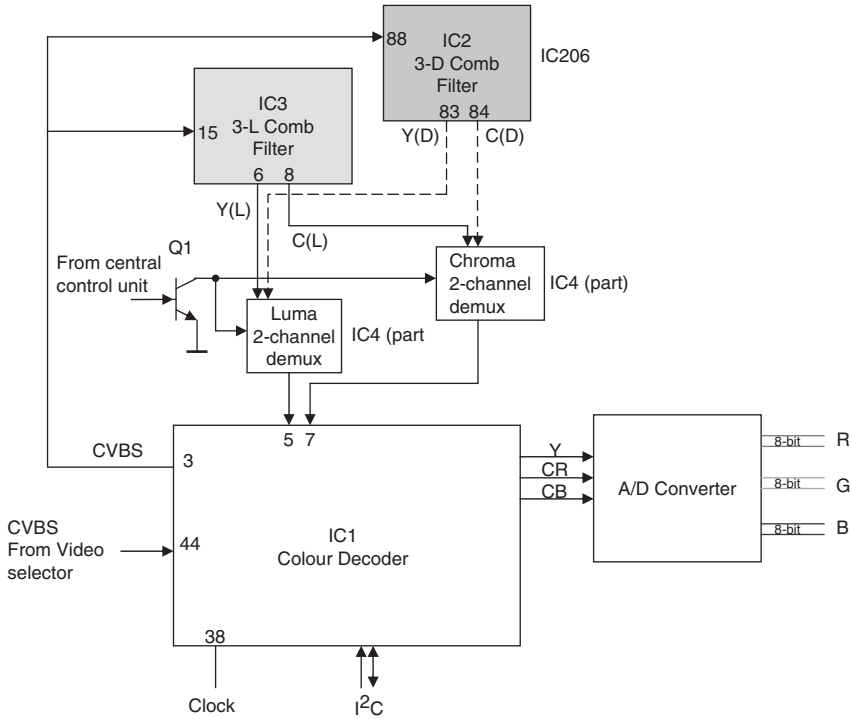 88
IC2
3-D Comb
Filter
83 84
IC206
IC3
3-L Comb
Filter
15
6 8
Y(D)
C(D)
Y(L)
C(L)
Q1
From central
control unit
Chroma
2-channel
demux
IC4 (part)
Luma
2-channel
demux
IC4 (part
5 7
CVBS
3
CVBS
From Video
selector
44
IC1
Colour Decoder
38
Clock
I²C
Y
CR
CB
A/D Converter
8-bit
R
8-bit
G
8-bit
B